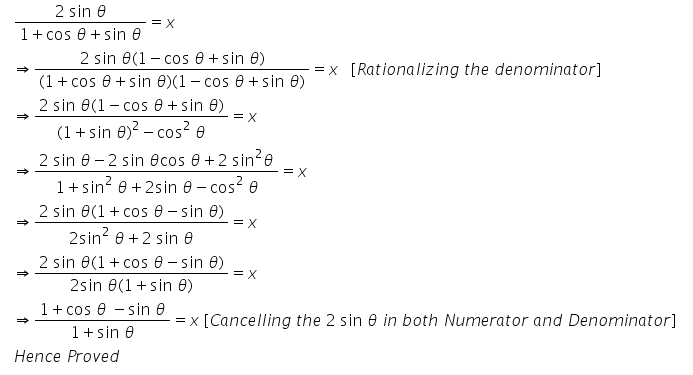 2 sin θ / 1+cos θ+sin θ = x
⇒ 2 sin θ(1−cos θ+sin θ) / (1+cos θ+sin θ)(1−cos θ+sin θ) = x [Rationalizing the denominator]
⇒ 2 sin θ(1−cos θ+sin θ) / (1+sin θ)² − cos² θ = x
⇒ 2 sin θ−2 sin θcos θ+2 sin²θ / 1+sin² θ+2sin θ−cos² θ = x
⇒ 2 sin θ(1+cos θ−sin θ) / 2sin² θ+2 sin θ = x
⇒ 2 sin θ(1+cos θ−sin θ) / 2sin θ(1+sin θ) = x
⇒ 1+cos θ −sin θ / 1+sin θ = x [Cancelling the 2 sin θ in both Numerator and Denominator]
Hence Proved